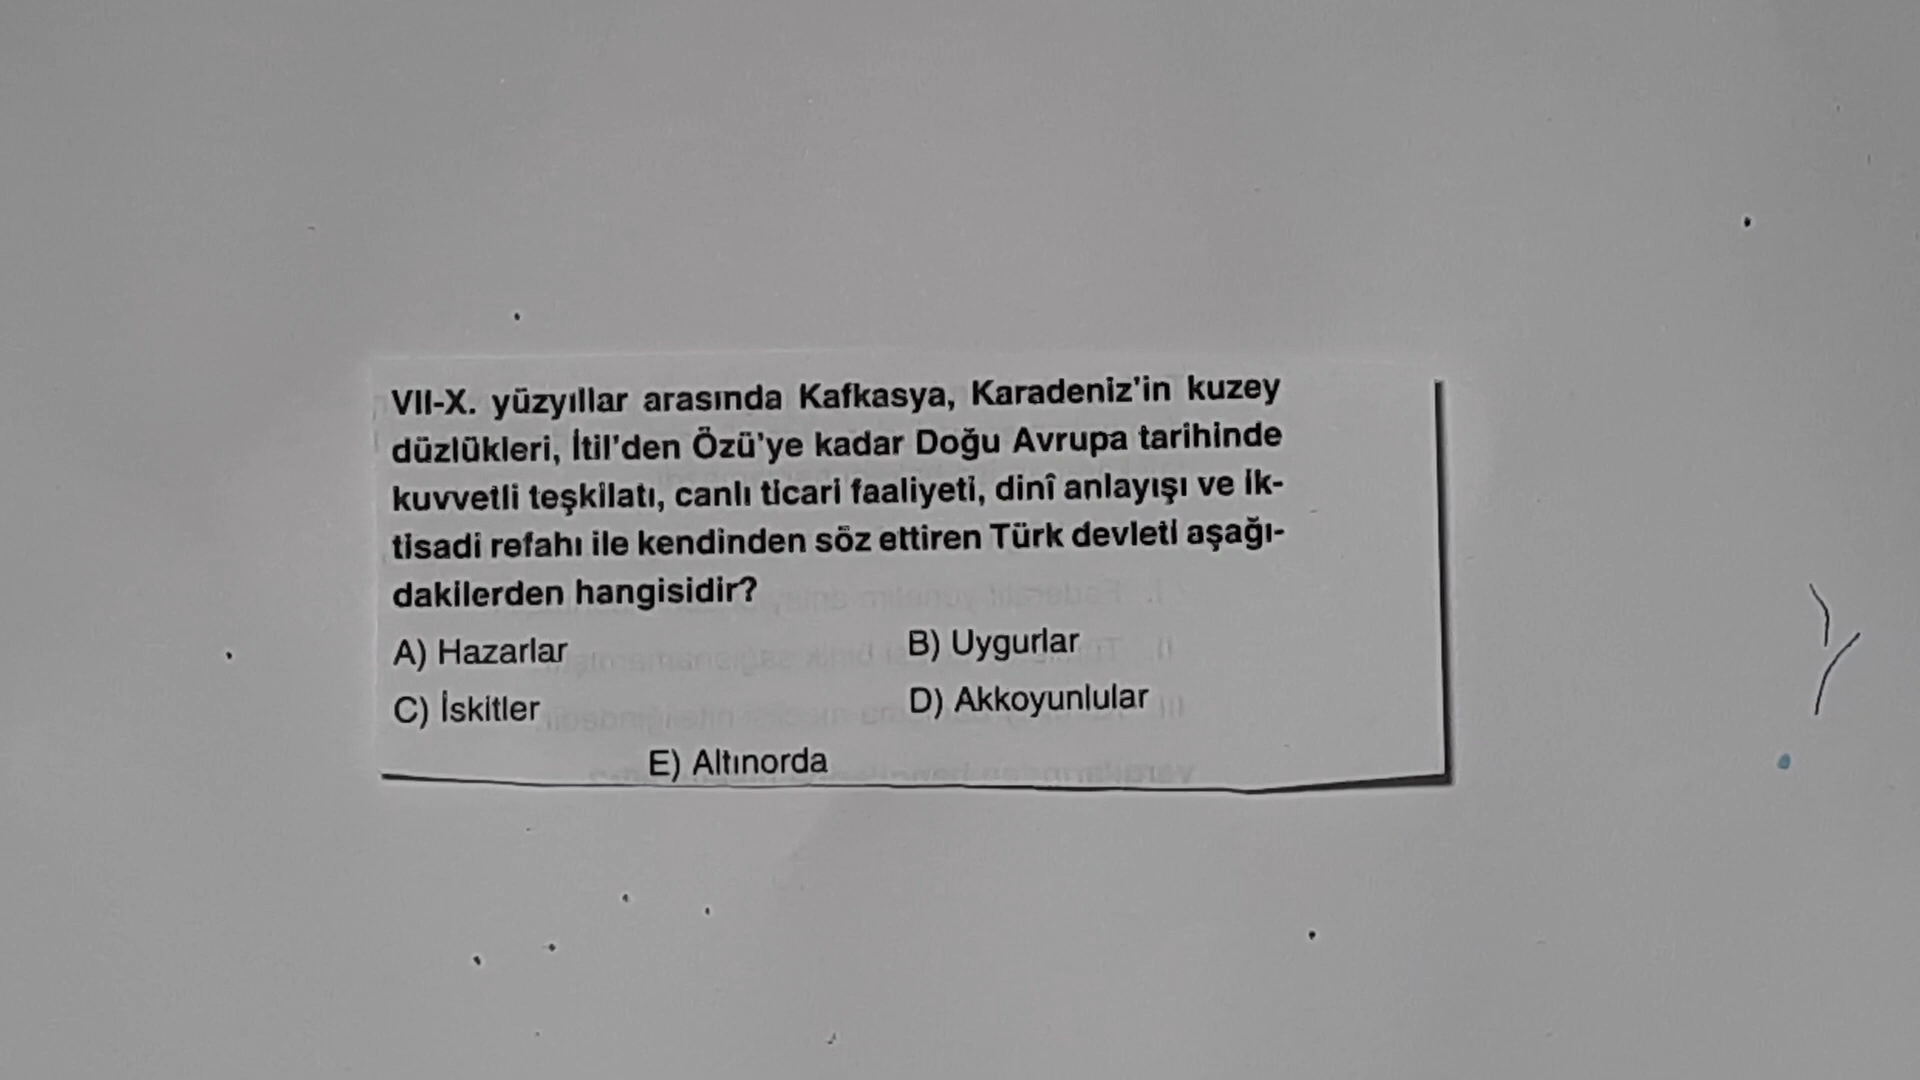 VII-X. yüzyıllar arasında Kafkasya, Karadeniz'in kuzey
düzlükleri, İtil'den Özü'ye kadar Doğu Avrupa tarihinde
kuvvetli teşkilatı, canlı ticari faaliyeti, dinî anlayışı ve ik-
tisadi refahı ile kendinden söz ettiren Türk devleti aşağı-
dakilerden hangisidir?
A) Hazarlar B) Uygurlar
C) İskitler D) Akkoyunlular
E) Altınorda